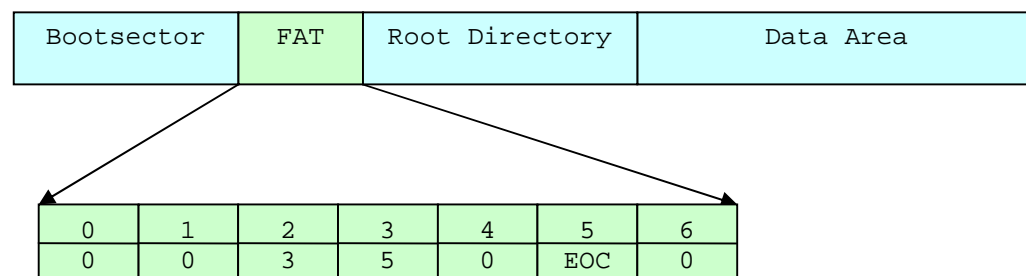 Bootsector FAT Root Directory Data Area
0 1 2 3 4 5 6
0 0 3 5 0 EOC 0